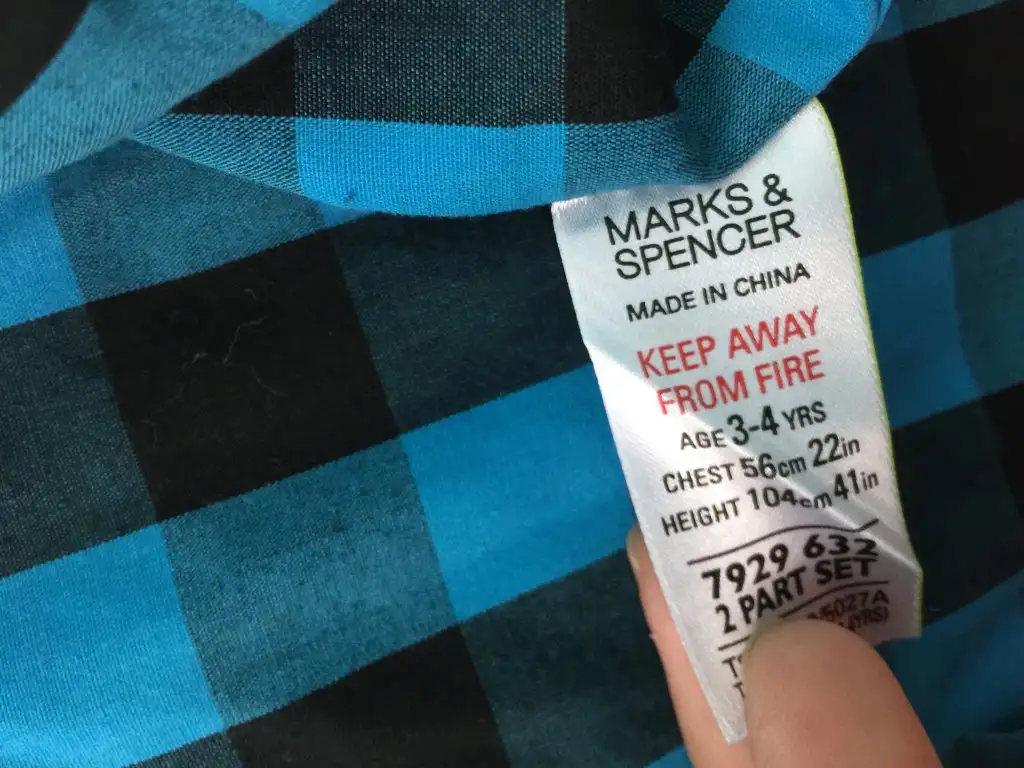 MARKS &
SPENCER
MADE IN CHINA
KEEP AWAY
FROM FIRE
AGE 3-4 YRS
CHEST 56cm 22in
HEIGHT 104cm 41in
7929 632
2 PART SET